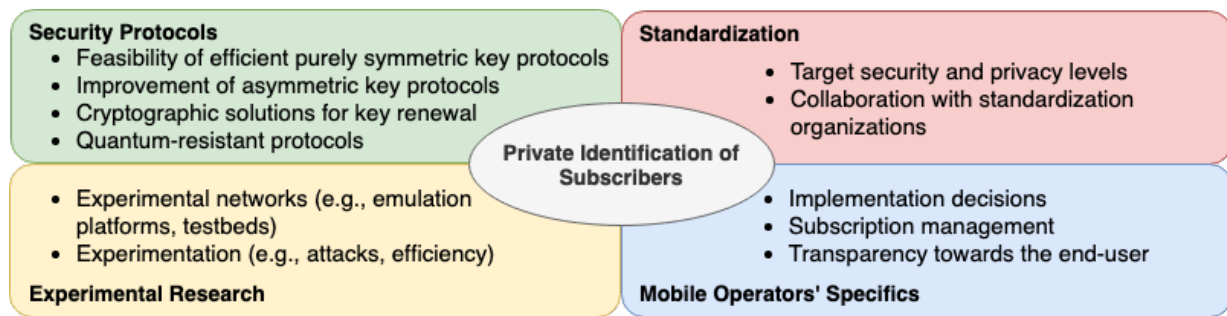 Security Protocols
• Feasibility of efficient purely symmetric key protocols
• Improvement of asymmetric key protocols
• Cryptographic solutions for key renewal
• Quantum-resistant protocols
Standardization
• Target security and privacy levels
• Collaboration with standardization
organizations
Private Identification of
Subscribers
• Experimental networks (e.g., emulation
platforms, testbeds)
• Experimentation (e.g., attacks, efficiency)
Experimental Research
• Implementation decisions
• Subscription management
• Transparency towards the end-user
Mobile Operators' Specifics